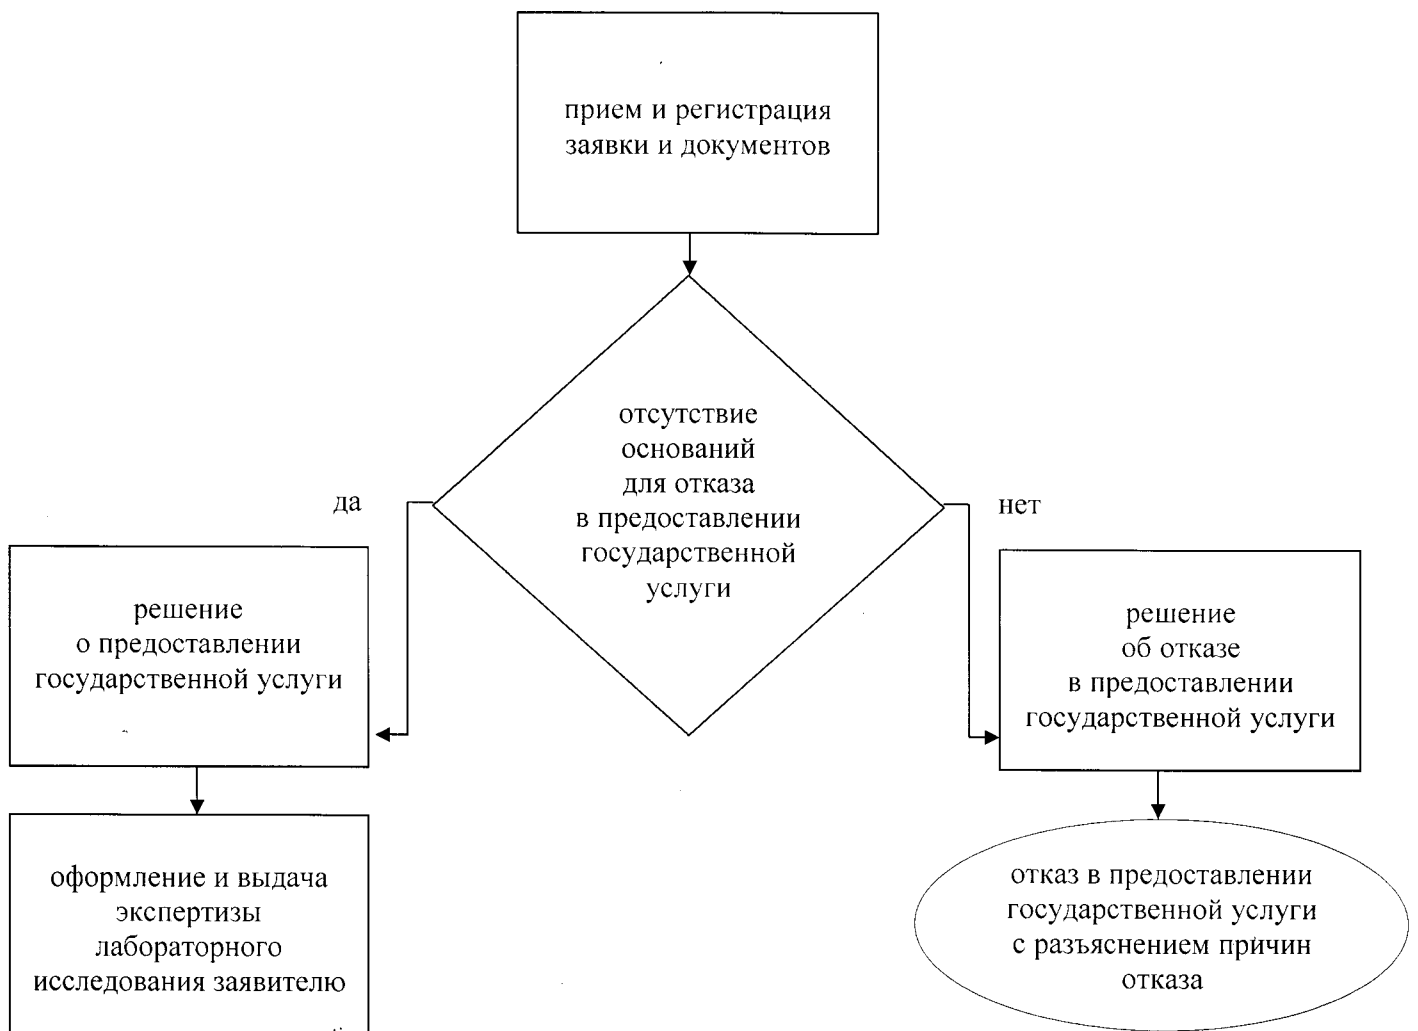 прием и регистрация
заявки и документов
отсутствие
оснований
для отказа
в предоставлении
государственной
услуги
да
нет
решение
о предоставлении
государственной услуги
решение
об отказе
в предоставлении
государственной услуги
оформление и выдача
экспертизы
лабораторного
исследования заявителю
отказ в предоставлении
государственной услуги
с разъяснением причин
отказа